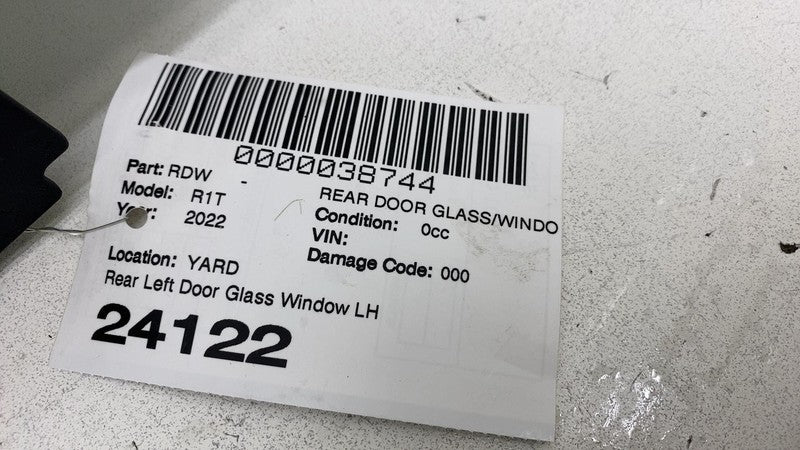 0000038744
Part: RDW - REAR DOOR GLASS/WINDO
Model: R1T Condition: 0cc
Year: 2022 VIN:
Location: YARD Damage Code: 000
Rear Left Door Glass Window LH
24122